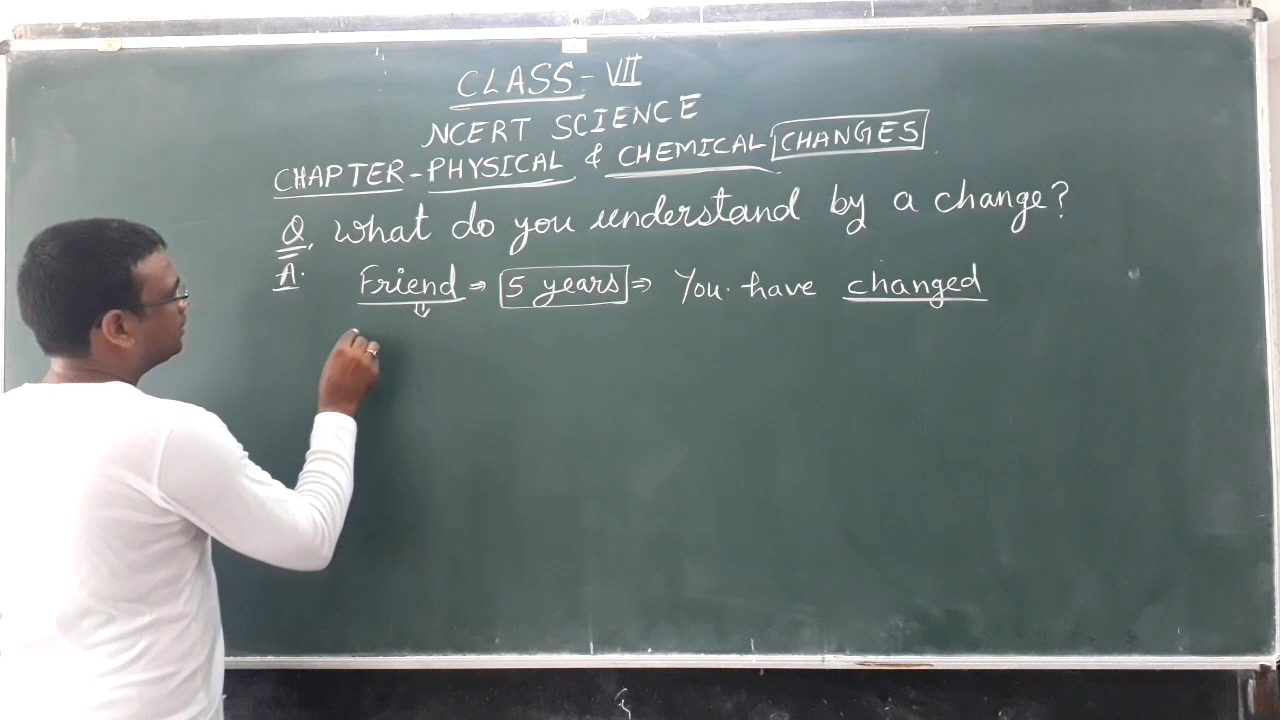 CLASS - VII
NCERT SCIENCE
CHAPTER - PHYSICAL & CHEMICAL CHANGES
Q. What do you understand by a change?
A. Friend ⇒ 5 years ⇒ You have changed
⇓